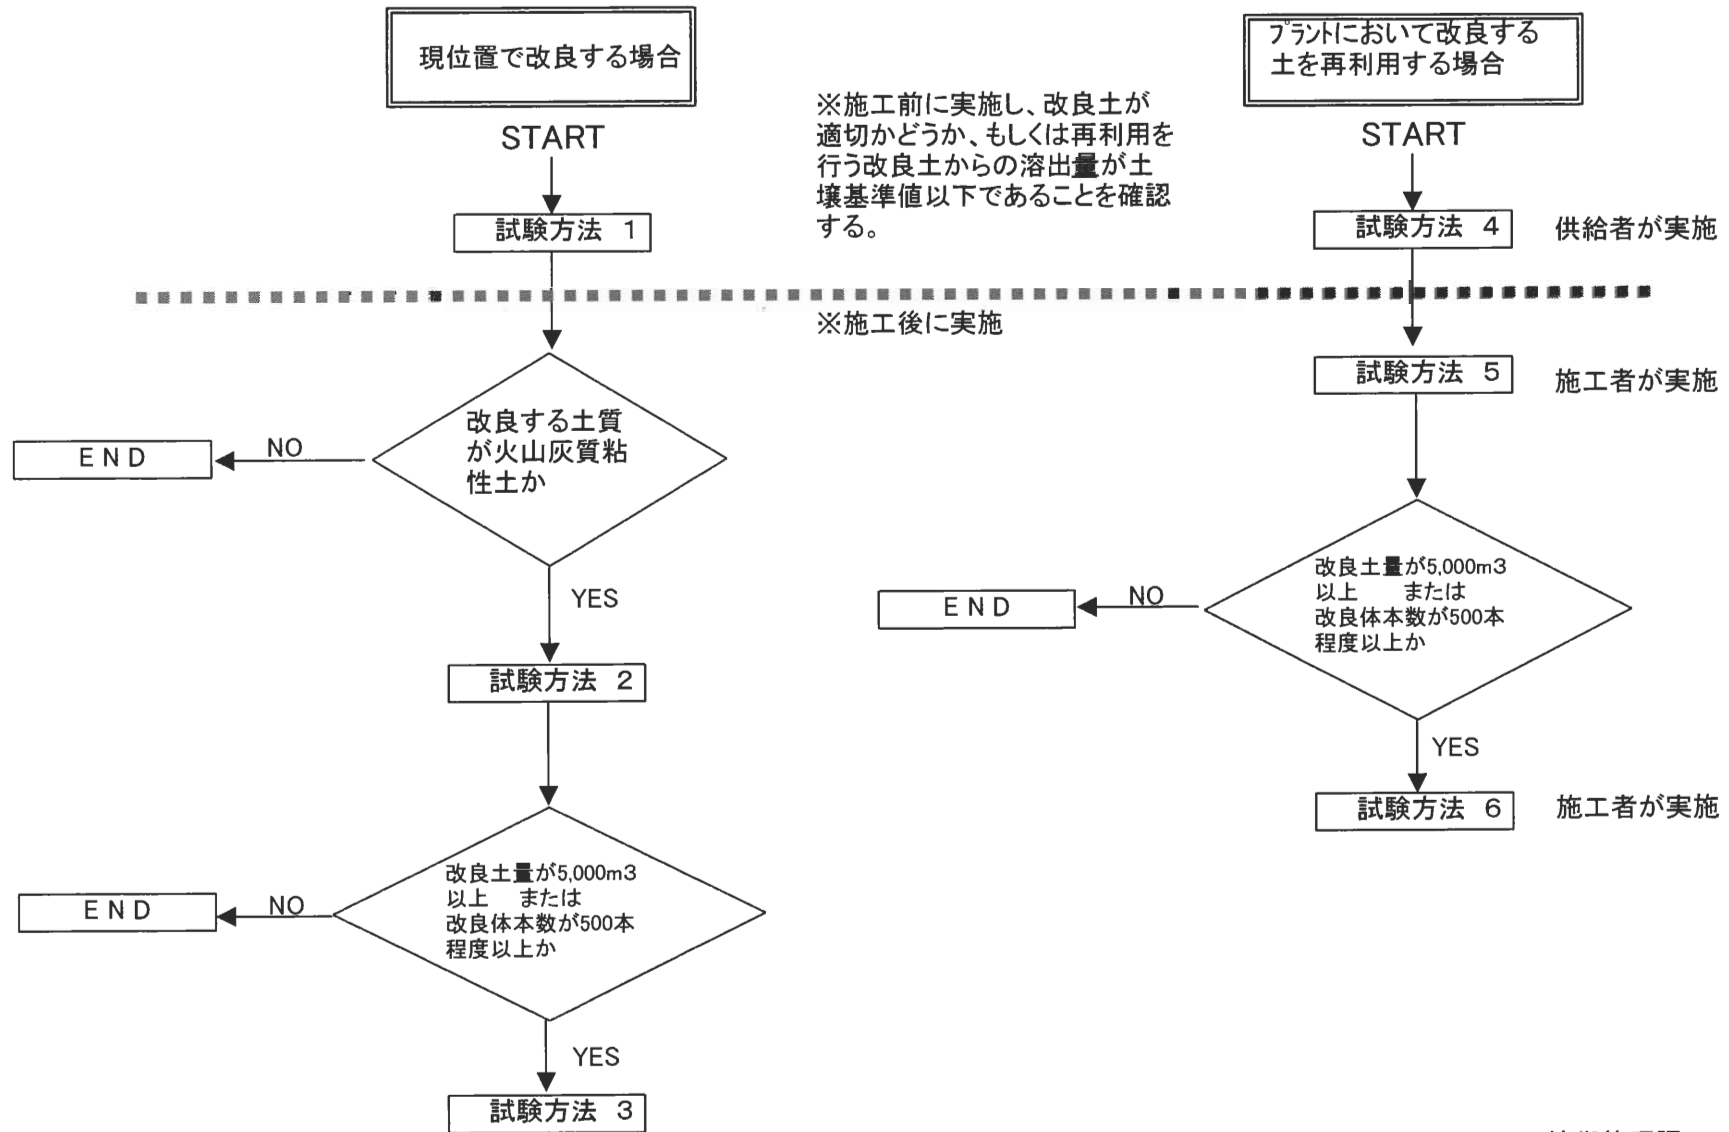 現位置で改良する場合
START
試験方法 1
※施工前に実施し、改良土が
適切かどうか、もしくは再利用を
行う改良土からの溶出量が土
壌基準値以下であることを確認
する。
プラントにおいて改良する
土を再利用する場合
START
試験方法 4
供給者が実施
※施工後に実施
改良する土質
が火山灰質粘
性土か
NO
END
YES
試験方法 2
改良土量が5,000m3
以上 または
改良体本数が500本
程度以上か
NO
END
YES
試験方法 3
試験方法 5
施工者が実施
改良土量が5,000m3
以上 または
改良体本数が500本
程度以上か
NO
END
YES
試験方法 6
施工者が実施